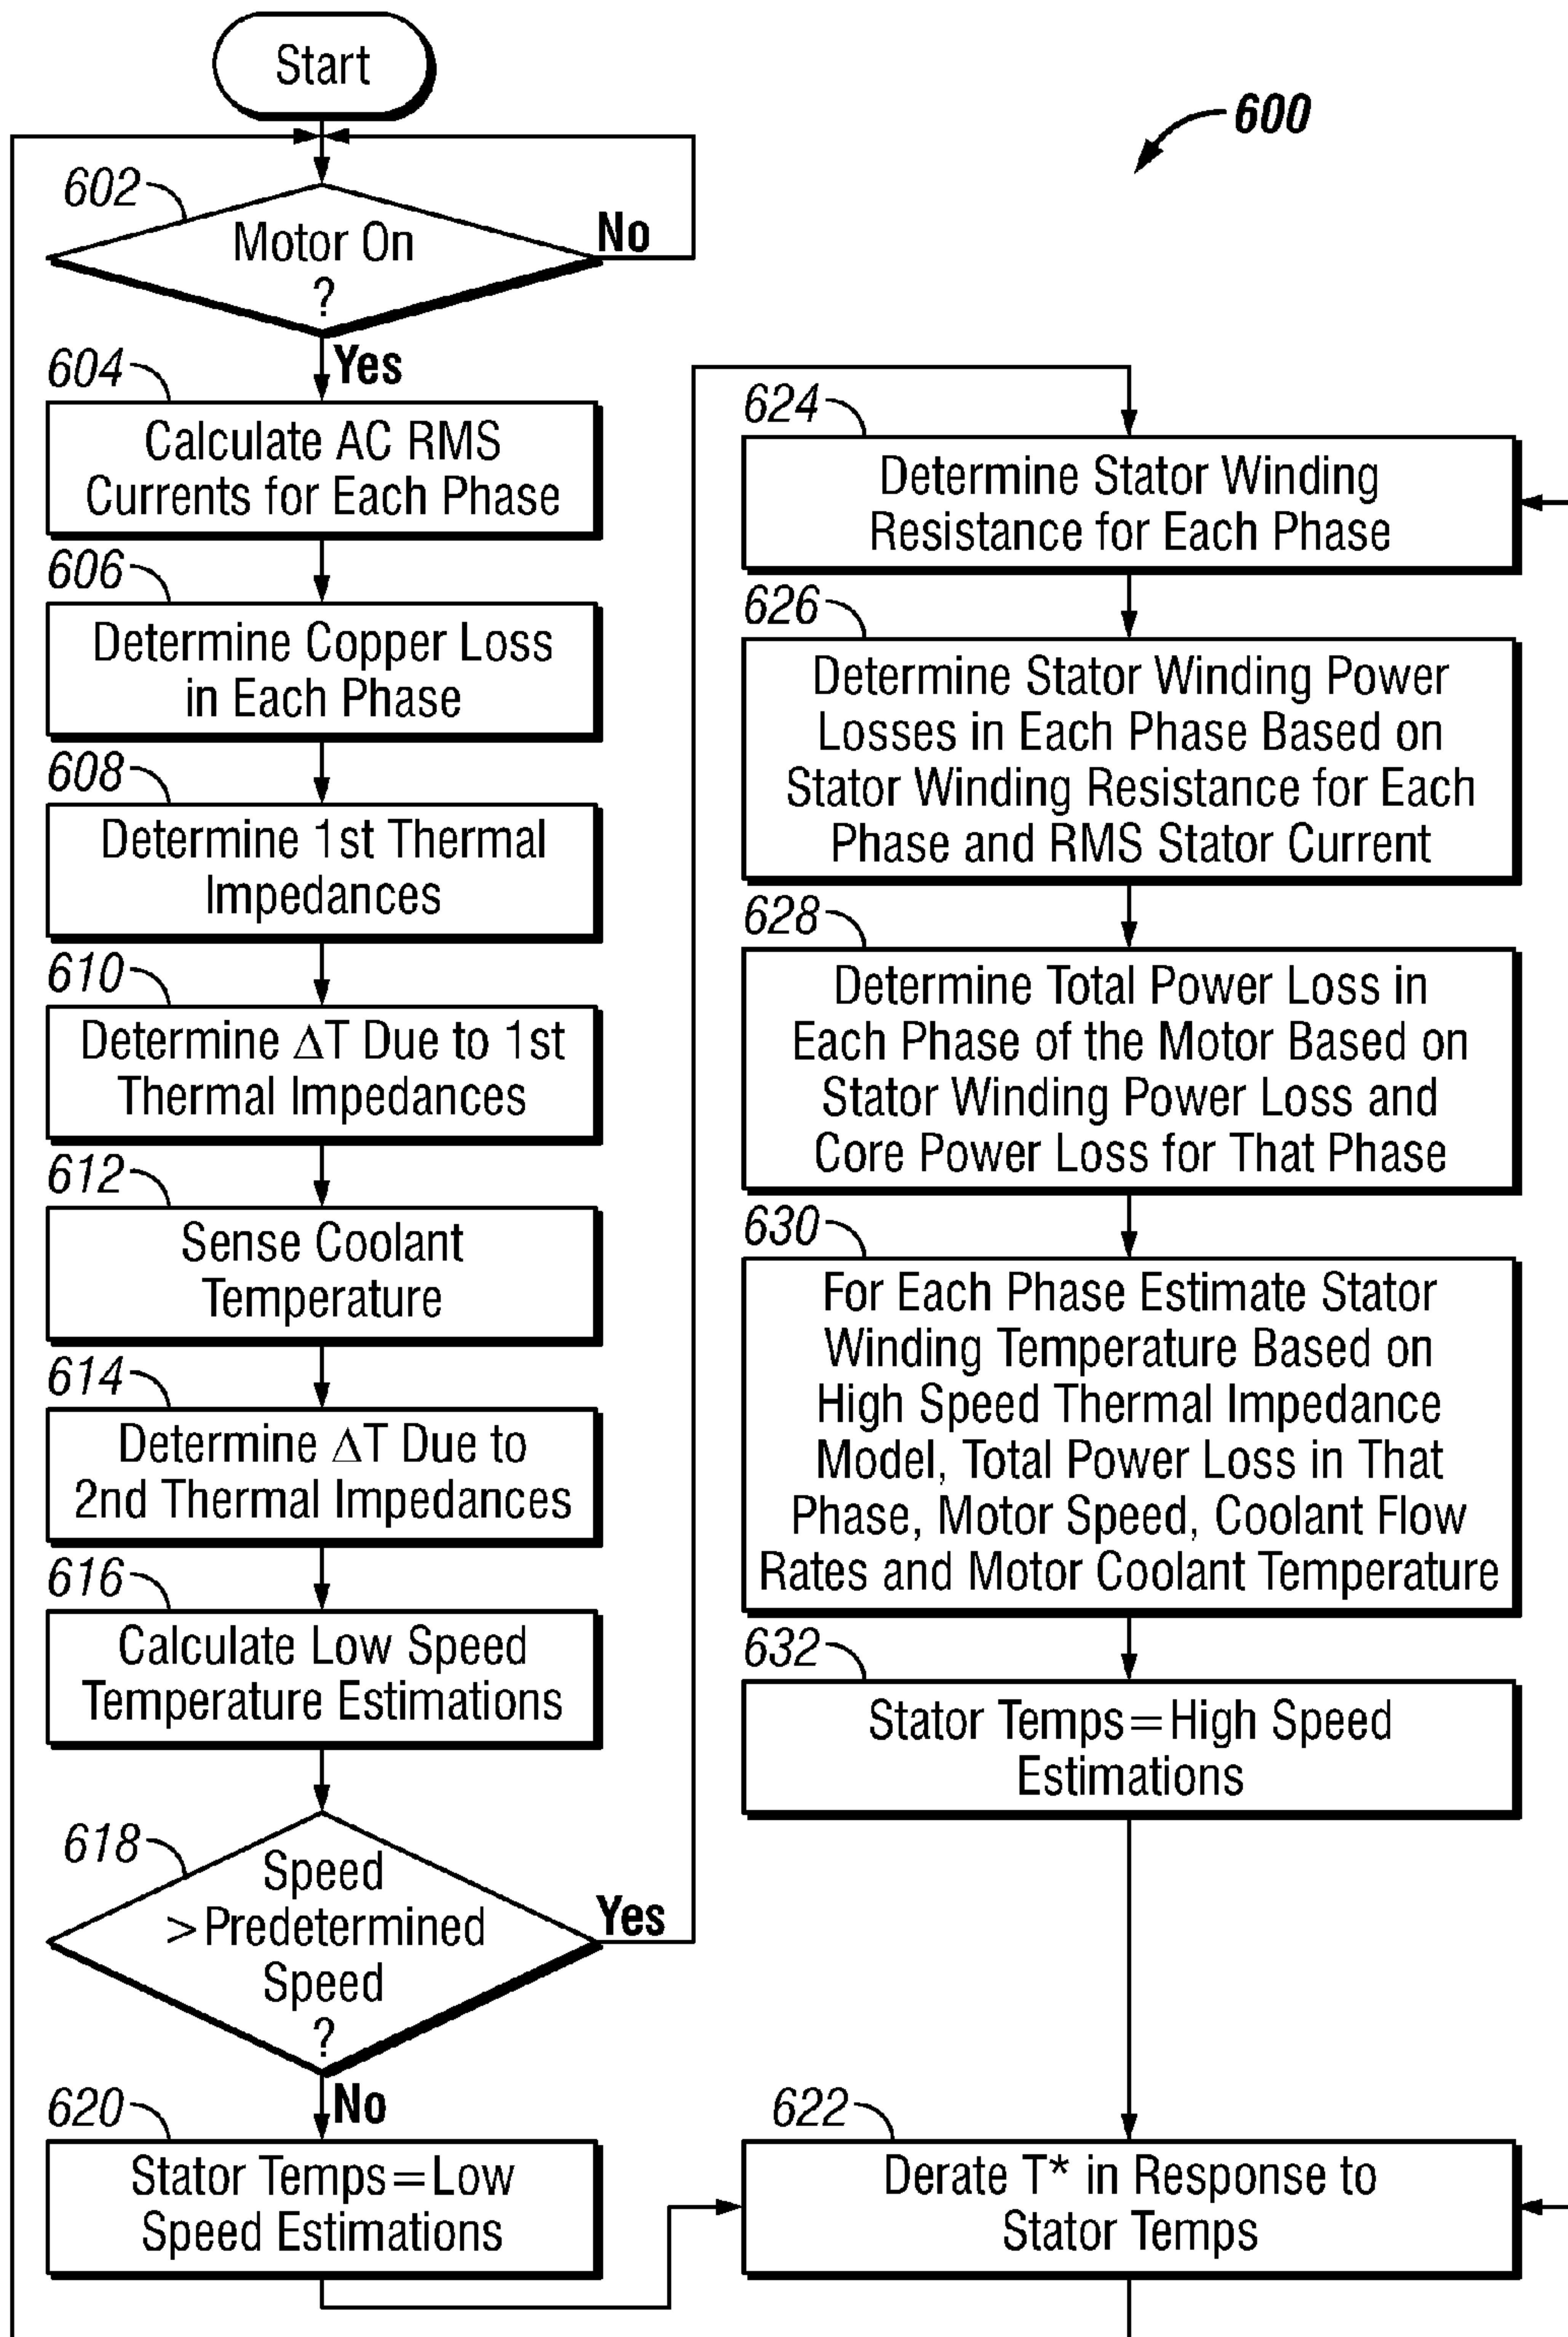 Start
600
602
Motor On
?
No
Yes
604
Calculate AC RMS
Currents for Each Phase
606
Determine Copper Loss
in Each Phase
608
Determine 1st Thermal
Impedances
610
Determine ΔT Due to 1st
Thermal Impedances
612
Sense Coolant
Temperature
614
Determine ΔT Due to
2nd Thermal Impedances
616
Calculate Low Speed
Temperature Estimations
618
Speed
>Predetermined
Speed
?
Yes
No
620
Stator Temps=Low
Speed Estimations
624
Determine Stator Winding
Resistance for Each Phase
626
Determine Stator Winding Power
Losses in Each Phase Based on
Stator Winding Resistance for Each
Phase and RMS Stator Current
628
Determine Total Power Loss in
Each Phase of the Motor Based on
Stator Winding Power Loss and
Core Power Loss for That Phase
630
For Each Phase Estimate Stator
Winding Temperature Based on
High Speed Thermal Impedance
Model, Total Power Loss in That
Phase, Motor Speed, Coolant Flow
Rates and Motor Coolant Temperature
632
Stator Temps=High Speed
Estimations
622
Derate T* in Response to
Stator Temps